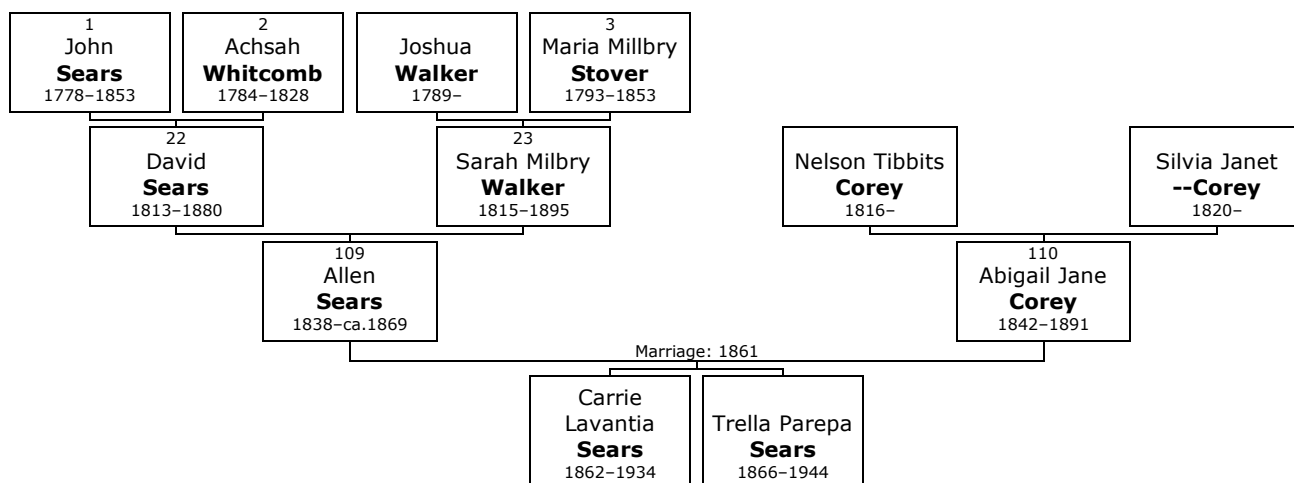 1
John
Sears
1778–1853
2
Achsah
Whitcomb
1784–1828
Joshua
Walker
1789–
3
Maria Millbry
Stover
1793–1853
22
David
Sears
1813–1880
23
Sarah Milbry
Walker
1815–1895
Nelson Tibbits
Corey
1816–
Silvia Janet
--Corey
1820–
109
Allen
Sears
1838–ca.1869
110
Abigail Jane
Corey
1842–1891
Marriage: 1861
Carrie
Lavantia
Sears
1862–1934
Trella Parepa
Sears
1866–1944